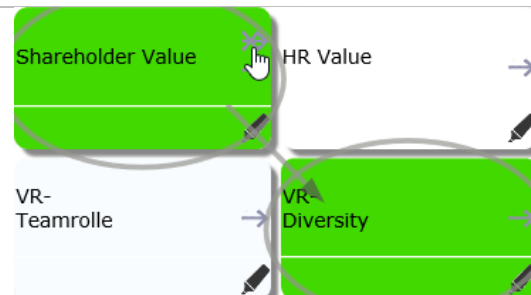 Shareholder Value
HR Value
VR-
Teamrolle
VR-
Diversity